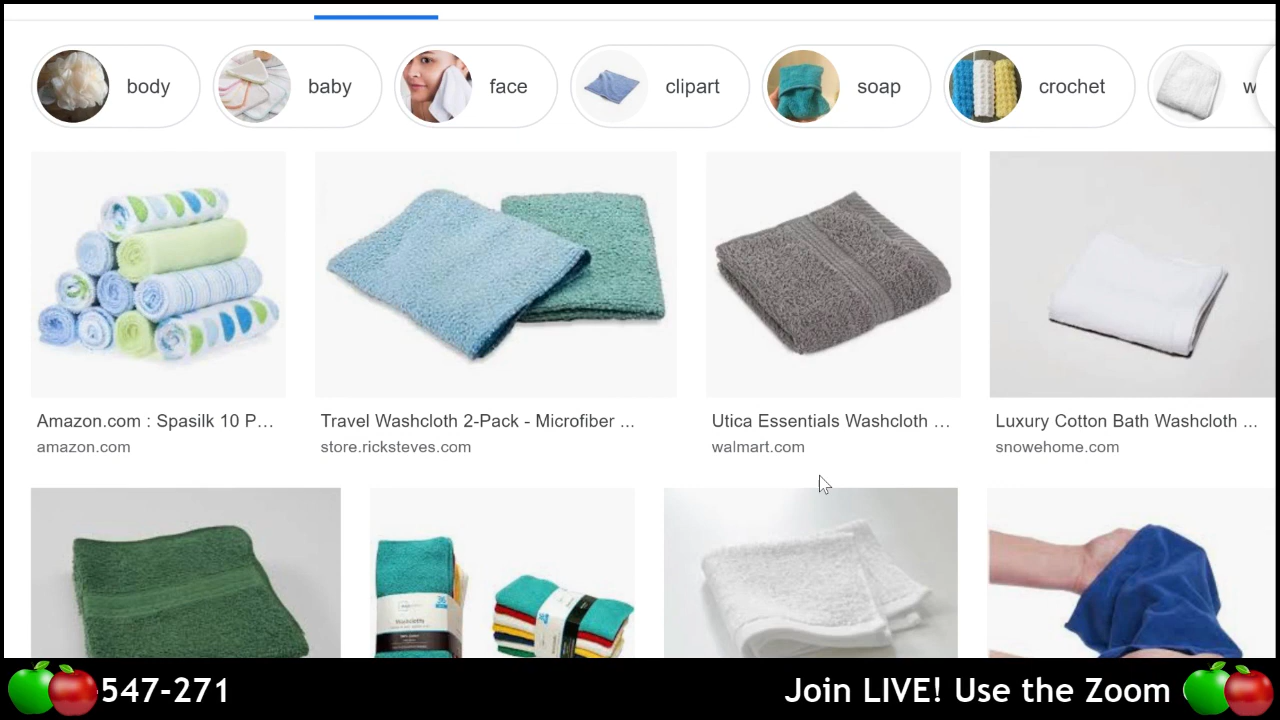 body
baby
face
clipart
soap
crochet
w
Amazon.com : Spasilk 10 P...
amazon.com
Travel Washcloth 2-Pack - Microfiber ...
store.ricksteves.com
Utica Essentials Washcloth ...
walmart.com
Luxury Cotton Bath Washcloth ...
snowehome.com
547-271
Join LIVE! Use the Zoom